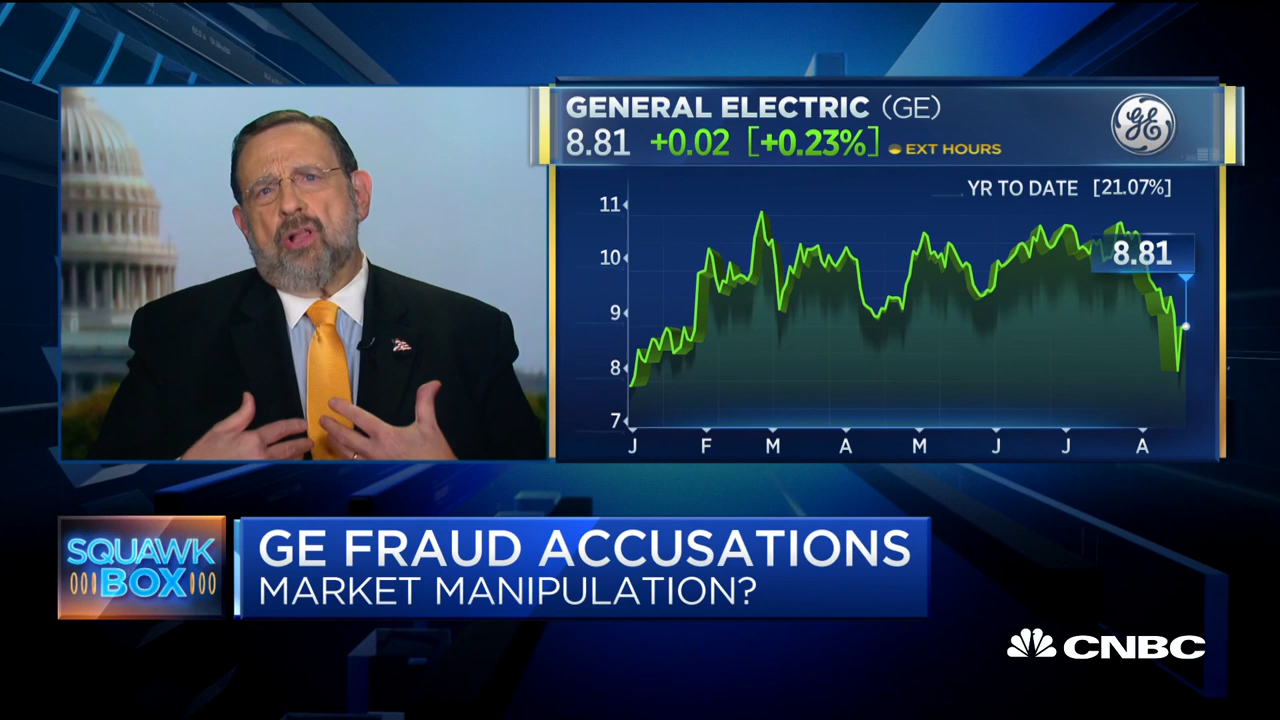 GENERAL ELECTRIC (GE)
8.81 +0.02 [+0.23%] EXT HOURS
GE
YR TO DATE [21.07%]
11
10
9
8
7
8.81
J F M A M J J A
SQUAWK
BOX
GE FRAUD ACCUSATIONS
MARKET MANIPULATION?
CNBC